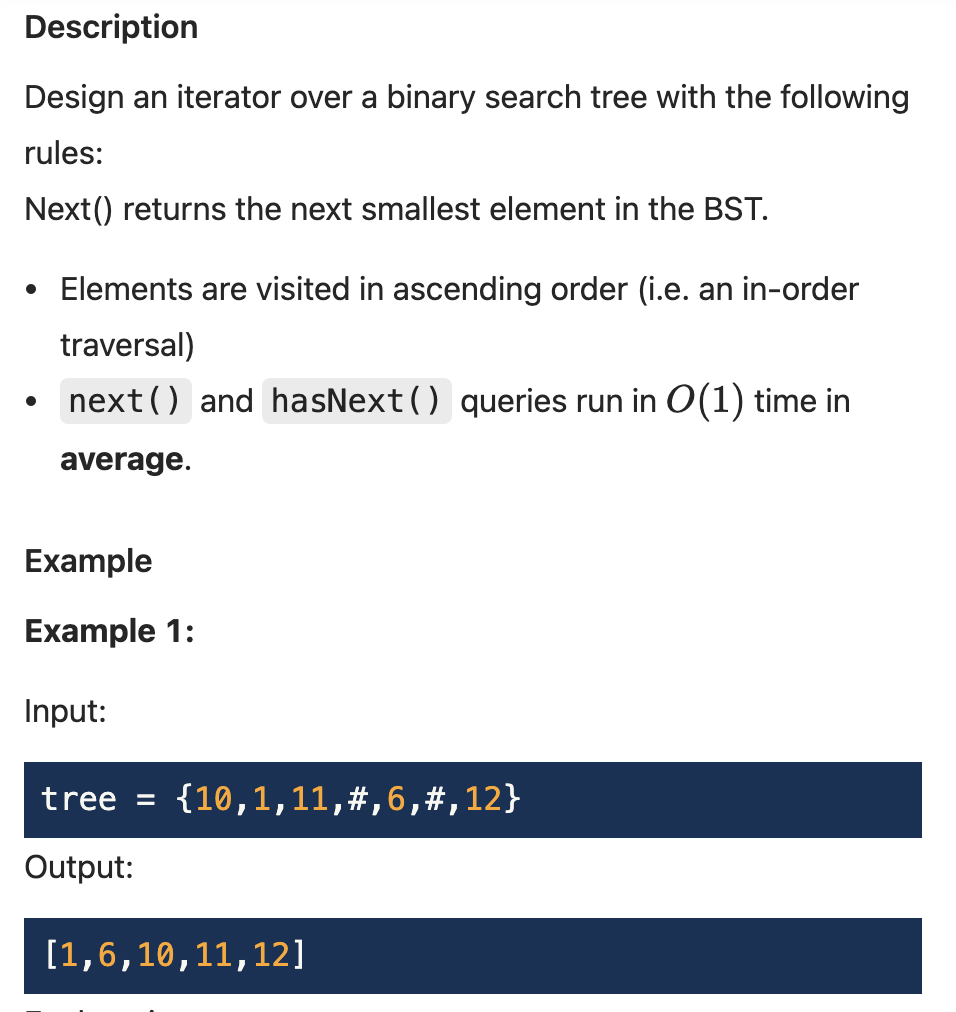 Description
Design an iterator over a binary search tree with the following
rules:
Next() returns the next smallest element in the BST.
• Elements are visited in ascending order (i.e. an in-order
traversal)
• next() and hasNext() queries run in O(1) time in
average.
Example
Example 1:
Input:
tree = {10,1,11,#,6,#,12}
Output:
[1,6,10,11,12]